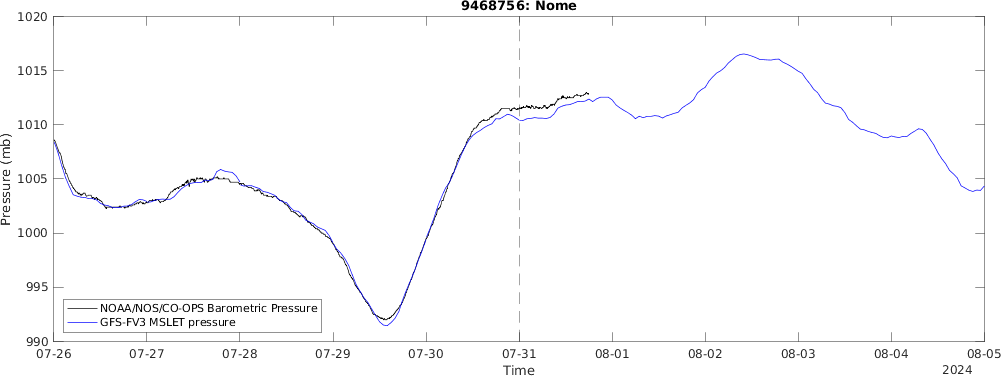 9468756: Nome
Pressure (mb)
1020
1015
1010
1005
1000
995
990
NOAA/NOS/CO-OPS Barometric Pressure
GFS-FV3 MSLET pressure
07-26 07-27 07-28 07-29 07-30 07-31 08-01 08-02 08-03 08-04 08-05
Time
2024